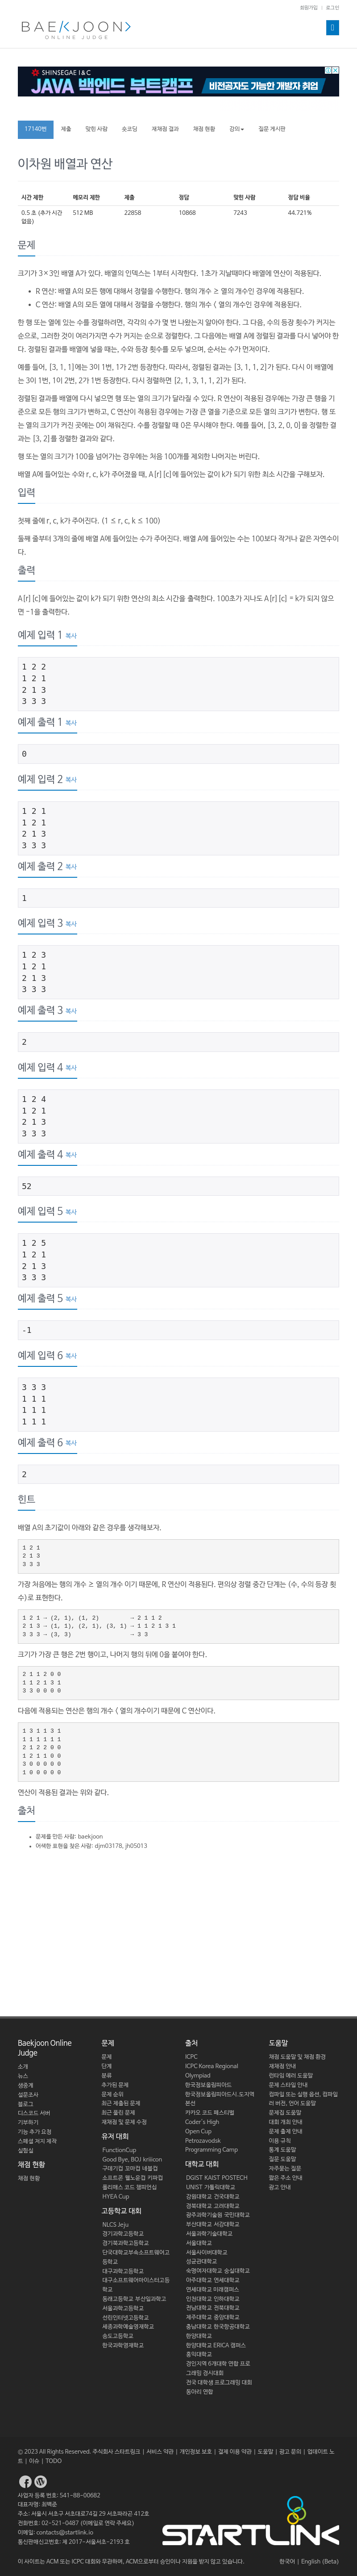 회원가입 로그인
BAEKJOON
ONLINE JUDGE
SHINSEGAE I&C
KDT 비전공자도 가능한 개발자 취업!
17140번 제출 맞힌 사람 숏코딩 재채점 결과 채점 현황 강의 질문 게시판
이차원 배열과 연산
시간 제한 메모리 제한 제출 정답 맞힌 사람 정답 비율
0.5 초 (추가 시간 없음) 512 MB 22858 10868 7243 44.721%
문제
크기가 3×3인 배열 A가 있다. 배열의 인덱스는 1부터 시작한다. 1초가 지날때마다 배열에 연산이 적용된다.
• R 연산: 배열 A의 모든 행에 대해서 정렬을 수행한다. 행의 개수 ≥ 열의 개수인 경우에 적용된다.
• C 연산: 배열 A의 모든 열에 대해서 정렬을 수행한다. 행의 개수 < 열의 개수인 경우에 적용된다.
한 행 또는 열에 있는 수를 정렬하려면, 각각의 수가 몇 번 나왔는지 알아야 한다. 그 다음, 수의 등장 횟수가 커지는
순으로, 그러한 것이 여러가지면 수가 커지는 순으로 정렬한다. 그 다음에는 배열 A에 정렬된 결과를 다시 넣어야 한
다. 정렬된 결과를 배열에 넣을 때는, 수와 등장 횟수를 모두 넣으며, 순서는 수가 먼저이다.
예를 들어, [3, 1, 1]에는 3이 1번, 1가 2번 등장한다. 따라서, 정렬된 결과는 [3, 1, 1, 2]가 된다. 다시 이 배열에
는 3이 1번, 1이 2번, 2가 1번 등장한다. 다시 정렬하면 [2, 1, 3, 1, 1, 2]가 된다.
정렬된 결과를 배열에 다시 넣으면 행 또는 열의 크기가 달라질 수 있다. R 연산이 적용된 경우에는 가장 큰 행을 기
준으로 모든 행의 크기가 변하고, C 연산이 적용된 경우에는 가장 큰 열을 기준으로 모든 열의 크기가 변한다. 행 또
는 열의 크기가 커진 곳에는 0이 채워진다. 수를 정렬할 때 0은 무시해야 한다. 예를 들어, [3, 2, 0, 0]을 정렬한 결
과는 [3, 2]를 정렬한 결과와 같다.
행 또는 열의 크기가 100을 넘어가는 경우에는 처음 100개를 제외한 나머지는 버린다.
배열 A에 들어있는 수와 r, c, k가 주어졌을 때, A[r][c]에 들어있는 값이 k가 되기 위한 최소 시간을 구해보자.
입력
첫째 줄에 r, c, k가 주어진다. (1 ≤ r, c, k ≤ 100)
둘째 줄부터 3개의 줄에 배열 A에 들어있는 수가 주어진다. 배열 A에 들어있는 수는 100보다 작거나 같은 자연수이
다.
출력
A[r][c]에 들어있는 값이 k가 되기 위한 연산의 최소 시간을 출력한다. 100초가 지나도 A[r][c] = k가 되지 않으
면 -1을 출력한다.
예제 입력 1 복사
1 2 2
1 2 1
2 1 3
3 3 3
예제 출력 1 복사
0
예제 입력 2 복사
1 2 1
1 2 1
2 1 3
3 3 3
예제 출력 2 복사
1
예제 입력 3 복사
1 2 3
1 2 1
2 1 3
3 3 3
예제 출력 3 복사
2
예제 입력 4 복사
1 2 4
1 2 1
2 1 3
3 3 3
예제 출력 4 복사
52
예제 입력 5 복사
1 2 5
1 2 1
2 1 3
3 3 3
예제 출력 5 복사
-1
예제 입력 6 복사
3 3 3
1 1 1
1 1 1
1 1 1
예제 출력 6 복사
2
힌트
배열 A의 초기값이 아래와 같은 경우를 생각해보자.
1 2 1
2 1 3
3 3 3
가장 처음에는 행의 개수 ≥ 열의 개수 이기 때문에, R 연산이 적용된다. 편의상 정렬 중간 단계는 (수, 수의 등장 횟
수)로 표현한다.
1 2 1 → (2, 1), (1, 2) → 2 1 1 2
2 1 3 → (1, 1), (2, 1), (3, 1) → 1 1 2 1 3 1
3 3 3 → (3, 3) → 3 3
크기가 가장 큰 행은 2번 행이고, 나머지 행의 뒤에 0을 붙여야 한다.
2 1 1 2 0 0
1 1 2 1 3 1
3 3 0 0 0 0
다음에 적용되는 연산은 행의 개수 < 열의 개수이기 때문에 C 연산이다.
1 3 1 1 3 1
1 1 1 1 1 1
2 1 2 2 0 0
1 2 1 1 0 0
3 0 0 0 0 0
1 0 0 0 0 0
연산이 적용된 결과는 위와 같다.
출처
• 문제를 만든 사람: baekjoon
• 어색한 표현을 찾은 사람: djm03178, jh05013
Baekjoon Online
Judge
소개
뉴스
생중계
설문조사
블로그
디스코드 서버
기부하기
기능 추가 요청
스페셜 저지 제작
실험실
채점 현황
채점 현황
문제
문제
단계
분류
추가된 문제
문제 순위
최근 제출된 문제
최근 풀린 문제
재채점 및 문제 수정
유저 대회
FunctionCup
Good Bye, BOJ kriiicon
구데기컵 꼬마컵 네블컵
소프트콘 웰노운컵 키파컵
폴리매스 코드 챔피언십
HYEA Cup
고등학교 대회
NLCS Jeju
경기과학고등학교
경기북과학고등학교
단국대학교부속소프트웨어고
등학교
대구과학고등학교
대구소프트웨어마이스터고등
학교
동래고등학교 부산일과학고
서울과학고등학교
선린인터넷고등학교
세종과학예술영재학교
송도고등학교
한국과학영재학교
출처
ICPC
ICPC Korea Regional
Olympiad
한국정보올림피아드
한국정보올림피아드시.도지역
본선
카카오 코드 페스티벌
Coder's High
Open Cup
Petrozavodsk
Programming Camp
대학교 대회
DGIST KAIST POSTECH
UNIST 가톨릭대학교
강원대학교 건국대학교
경북대학교 고려대학교
광주과학기술원 국민대학교
부산대학교 서강대학교
서울과학기술대학교
서울대학교
서울사이버대학교
성균관대학교
숙명여자대학교 숭실대학교
아주대학교 연세대학교
연세대학교 미래캠퍼스
인천대학교 인하대학교
전남대학교 전북대학교
제주대학교 중앙대학교
충남대학교 한국항공대학교
한양대학교
한양대학교 ERICA 캠퍼스
홍익대학교
경인지역 6개대학 연합 프로
그래밍 경시대회
전국 대학생 프로그래밍 대회
동아리 연합
도움말
채점 도움말 및 채점 환경
재채점 안내
런타임 에러 도움말
문제 스타일 안내
컴파일 또는 실행 옵션, 컴파일
러 버전, 언어 도움말
문제집 도움말
대회 개최 안내
문제 출제 안내
이용 규칙
통계 도움말
질문 도움말
자주묻는 질문
짧은 주소 안내
광고 안내
© 2023 All Rights Reserved. 주식회사 스타트링크 | 서비스 약관 | 개인정보 보호 | 결제 이용 약관 | 도움말 | 광고 문의 | 업데이트 노
트 | 이슈 | TODO
사업자 등록 번호: 541-88-00682
대표자명: 최백준
주소: 서울시 서초구 서초대로74길 29 서초파라곤 412호
전화번호: 02-521-0487 (이메일로 연락 주세요)
이메일: contacts@startlink.io
통신판매신고번호: 제 2017-서울서초-2193 호
STARTLINK
이 사이트는 ACM 또는 ICPC 대회와 무관하며, ACM으로부터 승인이나 지원을 받지 않고 있습니다.
한국어 | English (Beta)